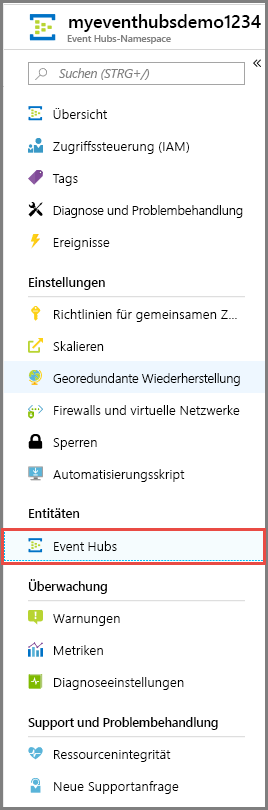 myeventhubsdemo1234
Event Hubs-Namespace
Suchen (STRG+/)
«
Übersicht
Zugriffssteuerung (IAM)
Tags
Diagnose und Problembehandlung
Ereignisse
Einstellungen
Richtlinien für gemeinsamen Z...
Skalieren
Georedundante Wiederherstellung
Firewalls und virtuelle Netzwerke
Sperren
Automatisierungsskript
Entitäten
Event Hubs
Überwachung
Warnungen
Metriken
Diagnoseeinstellungen
Support und Problembehandlung
Ressourcenintegrität
Neue Supportanfrage